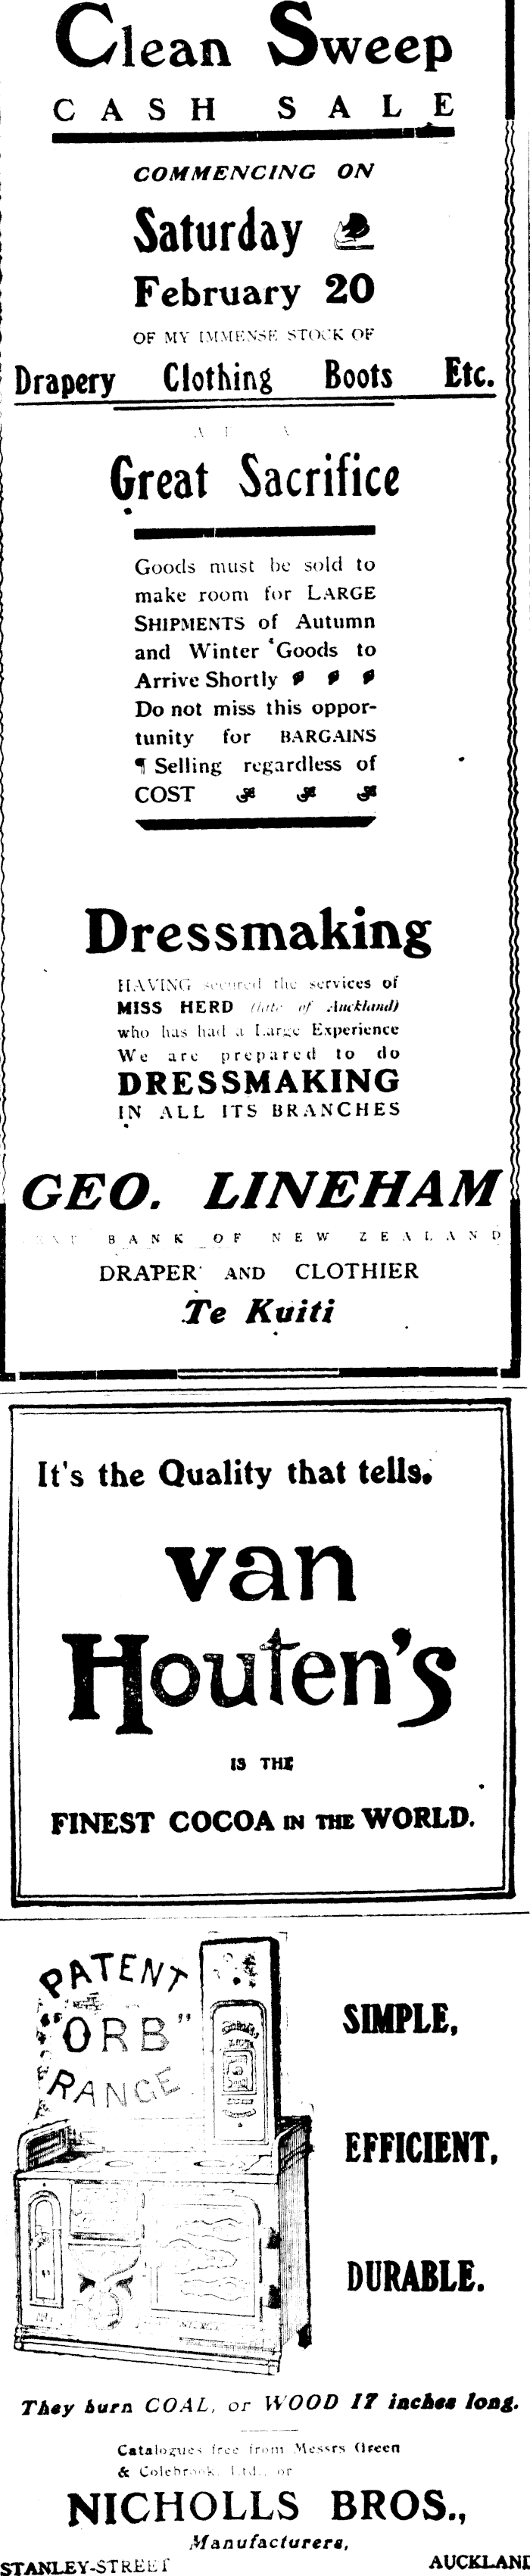 Clean Sweep
CASH SALE
COMMENCING ON
Saturday
February 20
OF MY IMMENSE STOCK OF
Drapery Clothing Boots Etc.
AT A
Great Sacrifice
Goods must be sold to
make room for LARGE
SHIPMENTS of Autumn
and Winter Goods to
Arrive Shortly
Do not miss this oppor-
tunity for BARGAINS
¶ Selling regardless of
COST
Dressmaking
HAVING secured the services of
MISS HERD (late of Auckland)
who has had a Large Experience
We are prepared to do
DRESSMAKING
IN ALL ITS BRANCHES
GEO. LINEHAM
BANK OF NEW ZEALAND
DRAPER AND CLOTHIER
Te Kuiti
It's the Quality that tells.
van
Houten's
IS THE
FINEST COCOA IN THE WORLD.
PATENT
"ORB"
RANGE
SIMPLE,
EFFICIENT,
DURABLE.
They burn COAL, or WOOD 17 inches long.
Catalogues free from Messrs Green
& Colebrook, Ltd., or
NICHOLLS BROS.,
Manufacturers,
STANLEY-STREET AUCKLAND